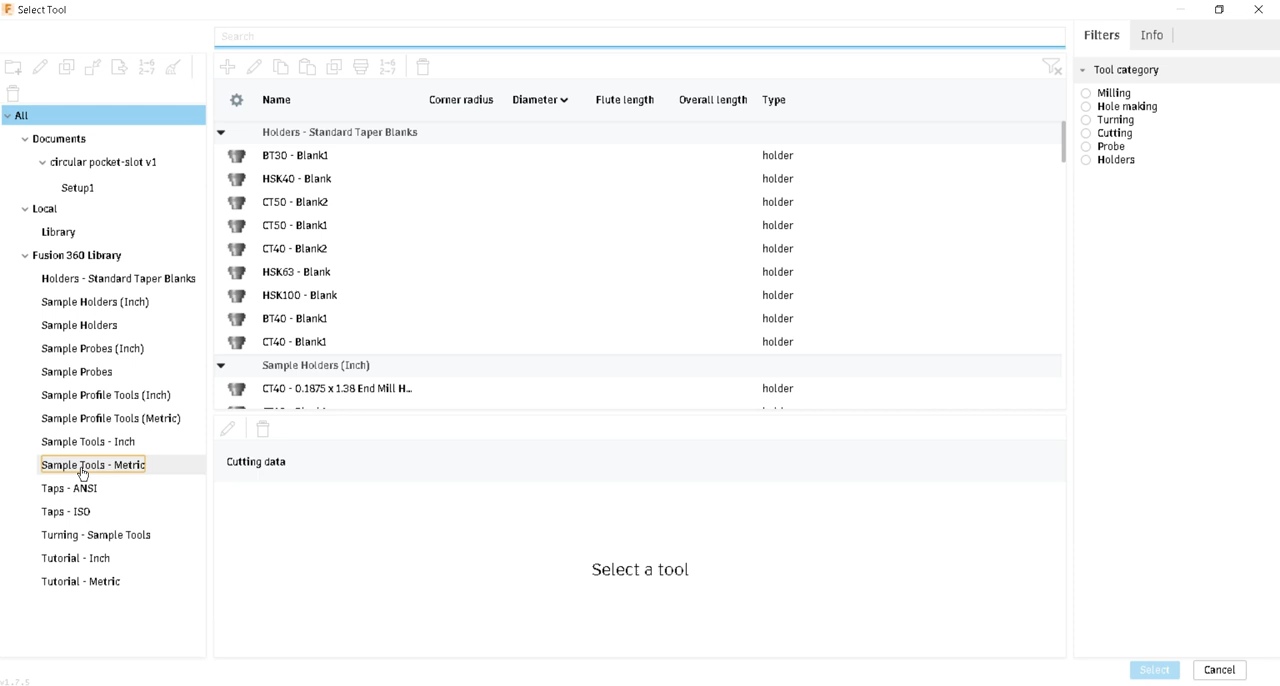 Select Tool
Search
Filters
Info
Tool category
Milling
Hole making
Turning
Cutting
Probe
Holders
All
Documents
circular pocket-slot v1
Setup1
Local
Library
Fusion 360 Library
Holders - Standard Taper Blanks
Sample Holders (Inch)
Sample Holders
Sample Probes (Inch)
Sample Probes
Sample Profile Tools (Inch)
Sample Profile Tools (Metric)
Sample Tools - Inch
Sample Tools - Metric
Taps - ANSI
Taps - ISO
Turning - Sample Tools
Tutorial - Inch
Tutorial - Metric
Name Corner radius Diameter Flute length Overall length Type
Holders - Standard Taper Blanks
BT30 - Blank1 holder
HSK40 - Blank holder
CT50 - Blank2 holder
CT50 - Blank1 holder
CT40 - Blank2 holder
HSK63 - Blank holder
HSK100 - Blank holder
BT40 - Blank1 holder
CT40 - Blank1 holder
Sample Holders (Inch)
CT40 - 0.1875 x 1.38 End Mill H... holder
Cutting data
Select a tool
Select
Cancel
v1.7.5